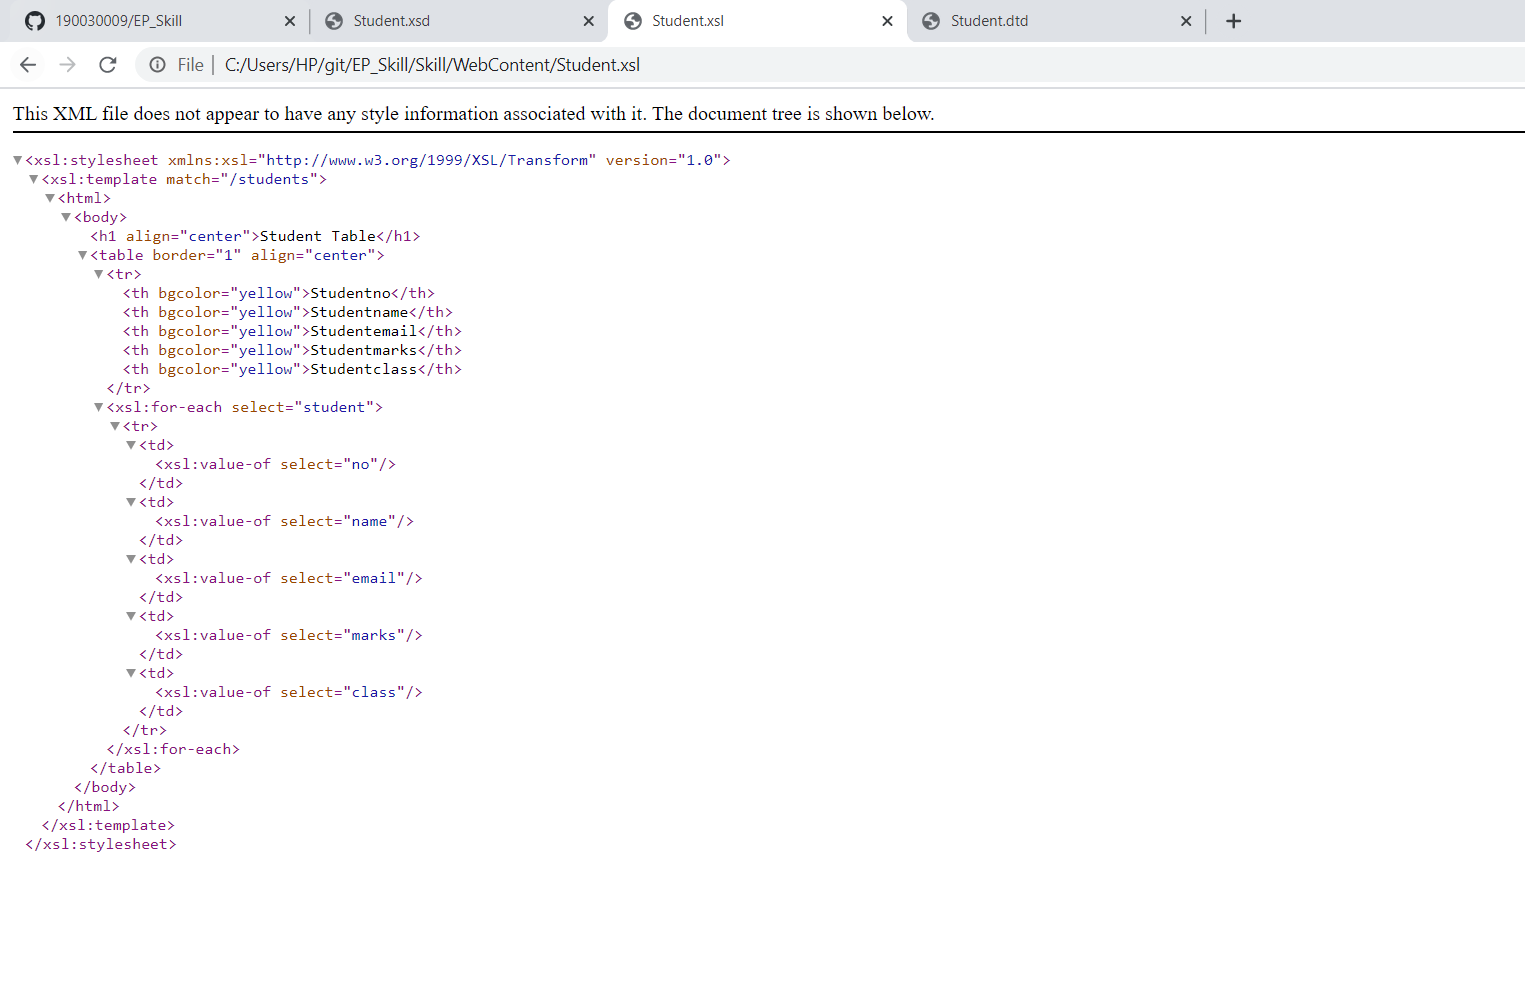 190030009/EP_Skill
Student.xsd
Student.xsl
Student.dtd
File | C:/Users/HP/git/EP_Skill/Skill/WebContent/Student.xsl
This XML file does not appear to have any style information associated with it. The document tree is shown below.
<xsl:stylesheet xmlns:xsl="http://www.w3.org/1999/XSL/Transform" version="1.0">
<xsl:template match="/students">
<html>
<body>
<h1 align="center">Student Table</h1>
<table border="1" align="center">
<tr>
<th bgcolor="yellow">Studentno</th>
<th bgcolor="yellow">Studentname</th>
<th bgcolor="yellow">Studentemail</th>
<th bgcolor="yellow">Studentmarks</th>
<th bgcolor="yellow">Studentclass</th>
</tr>
<xsl:for-each select="student">
<tr>
<td>
<xsl:value-of select="no"/>
</td>
<td>
<xsl:value-of select="name"/>
</td>
<td>
<xsl:value-of select="email"/>
</td>
<td>
<xsl:value-of select="marks"/>
</td>
<td>
<xsl:value-of select="class"/>
</td>
</tr>
</xsl:for-each>
</table>
</body>
</html>
</xsl:template>
</xsl:stylesheet>